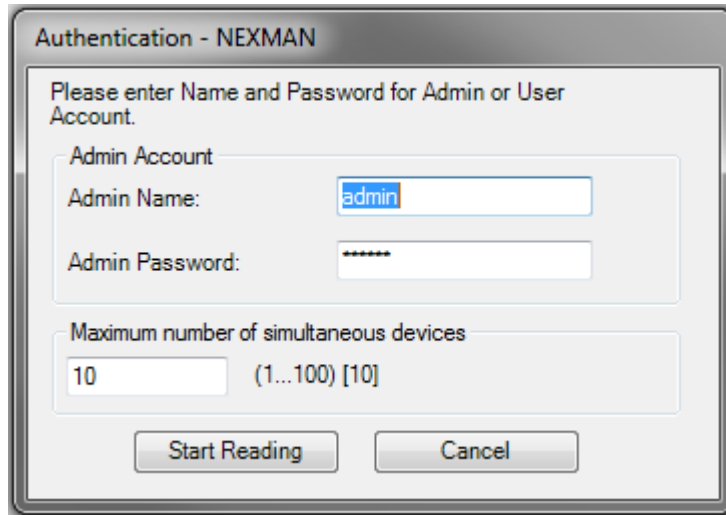 Authentication - NEXMAN
Please enter Name and Password for Admin or User
Account.
Admin Account
Admin Name: admin
Admin Password: ******
Maximum number of simultaneous devices
10 (1...100) [10]
Start Reading Cancel